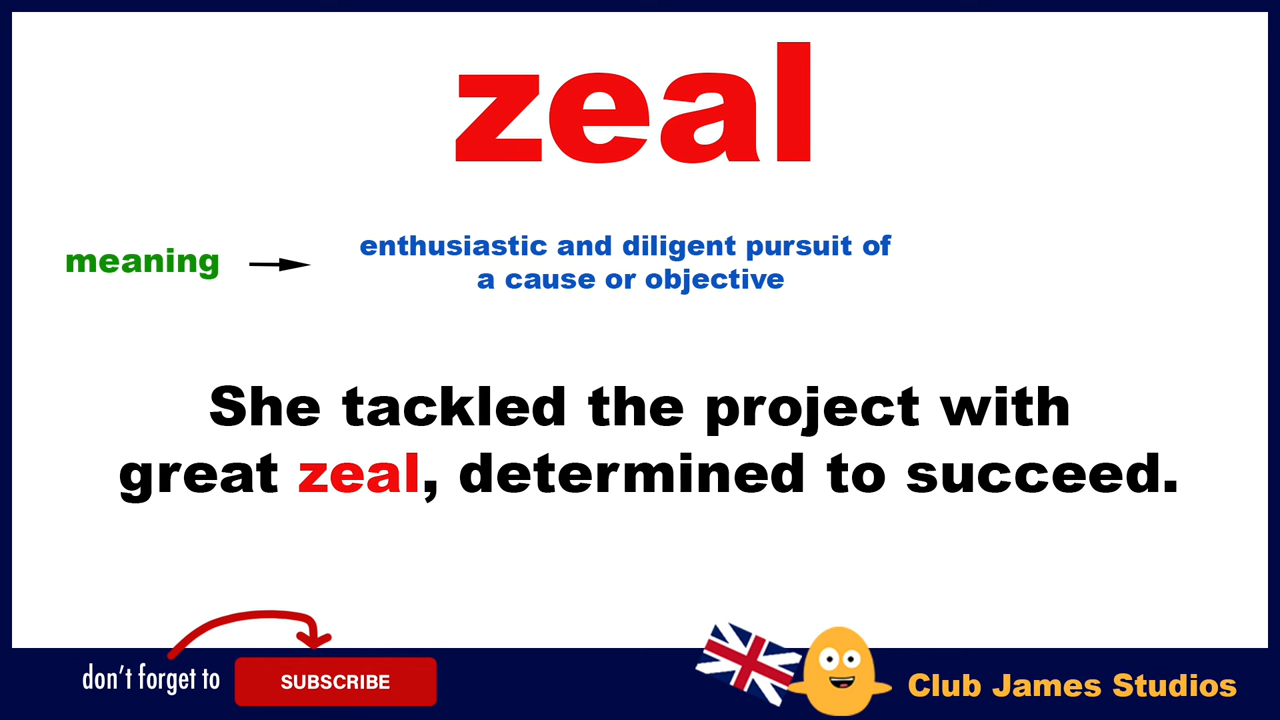 zeal
meaning
enthusiastic and diligent pursuit of
a cause or objective
She tackled the project with
great zeal, determined to succeed.
don't forget to
SUBSCRIBE
Club James Studios